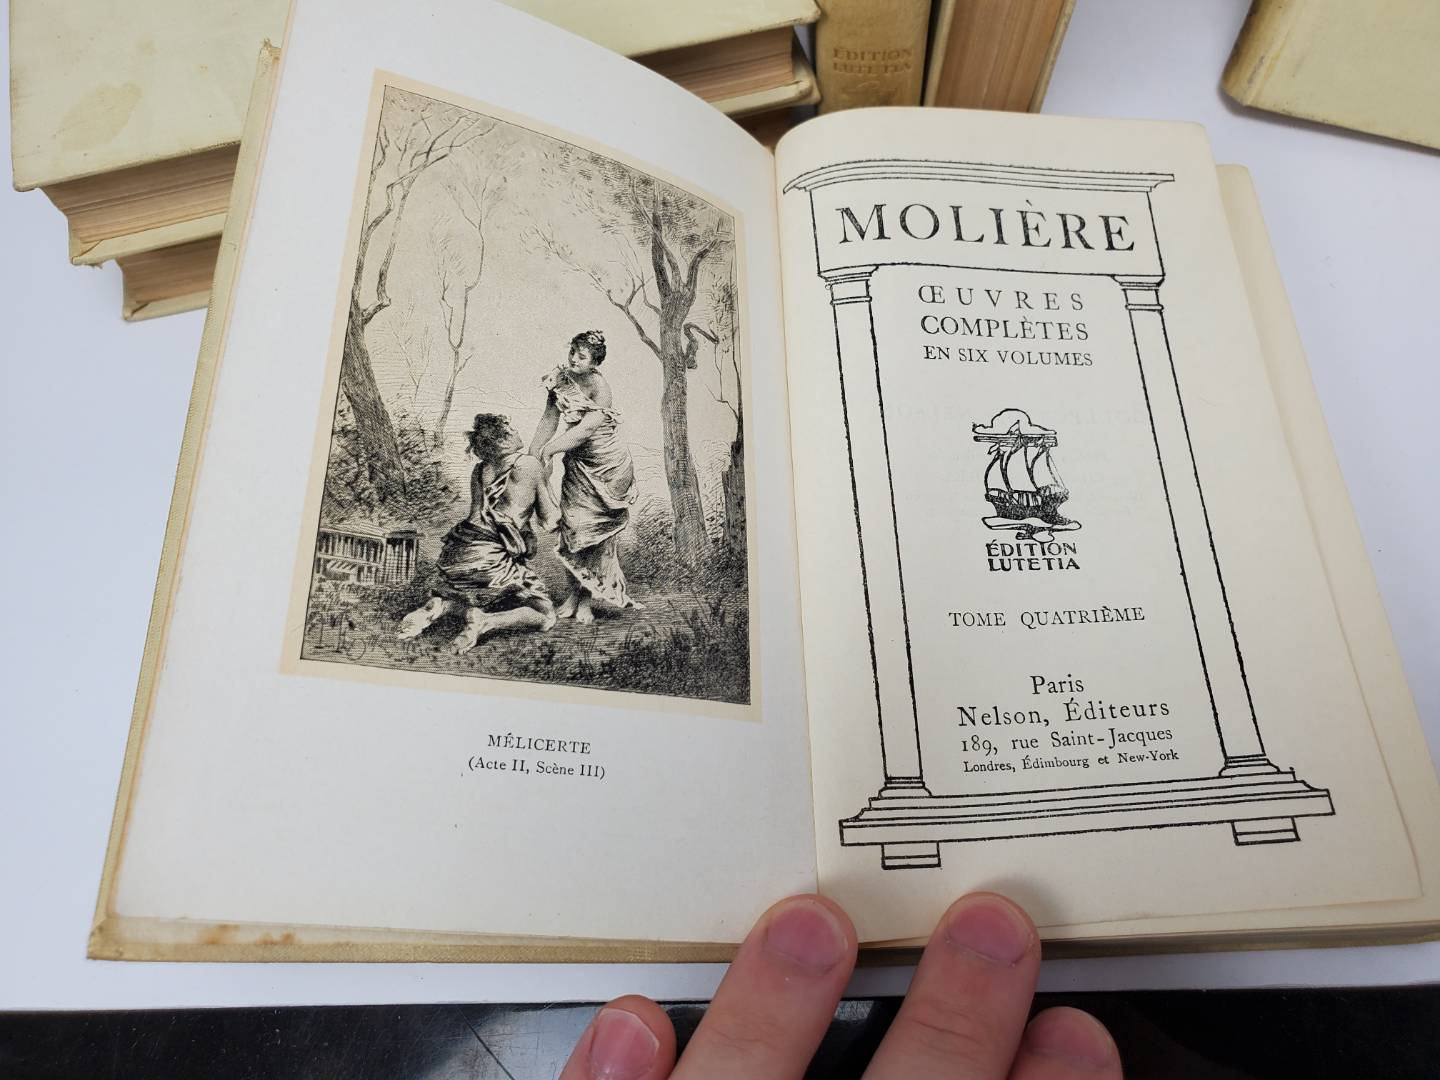 ÉDITION
LUTETIA
MÉLICERTE
(Acte II, Scène III)
MOLIÈRE
ŒUVRES
COMPLÈTES
EN SIX VOLUMES
ÉDITION
LUTETIA
TOME QUATRIÈME
Paris
Nelson, Éditeurs
189, rue Saint-Jacques
Londres, Édimbourg et New-York